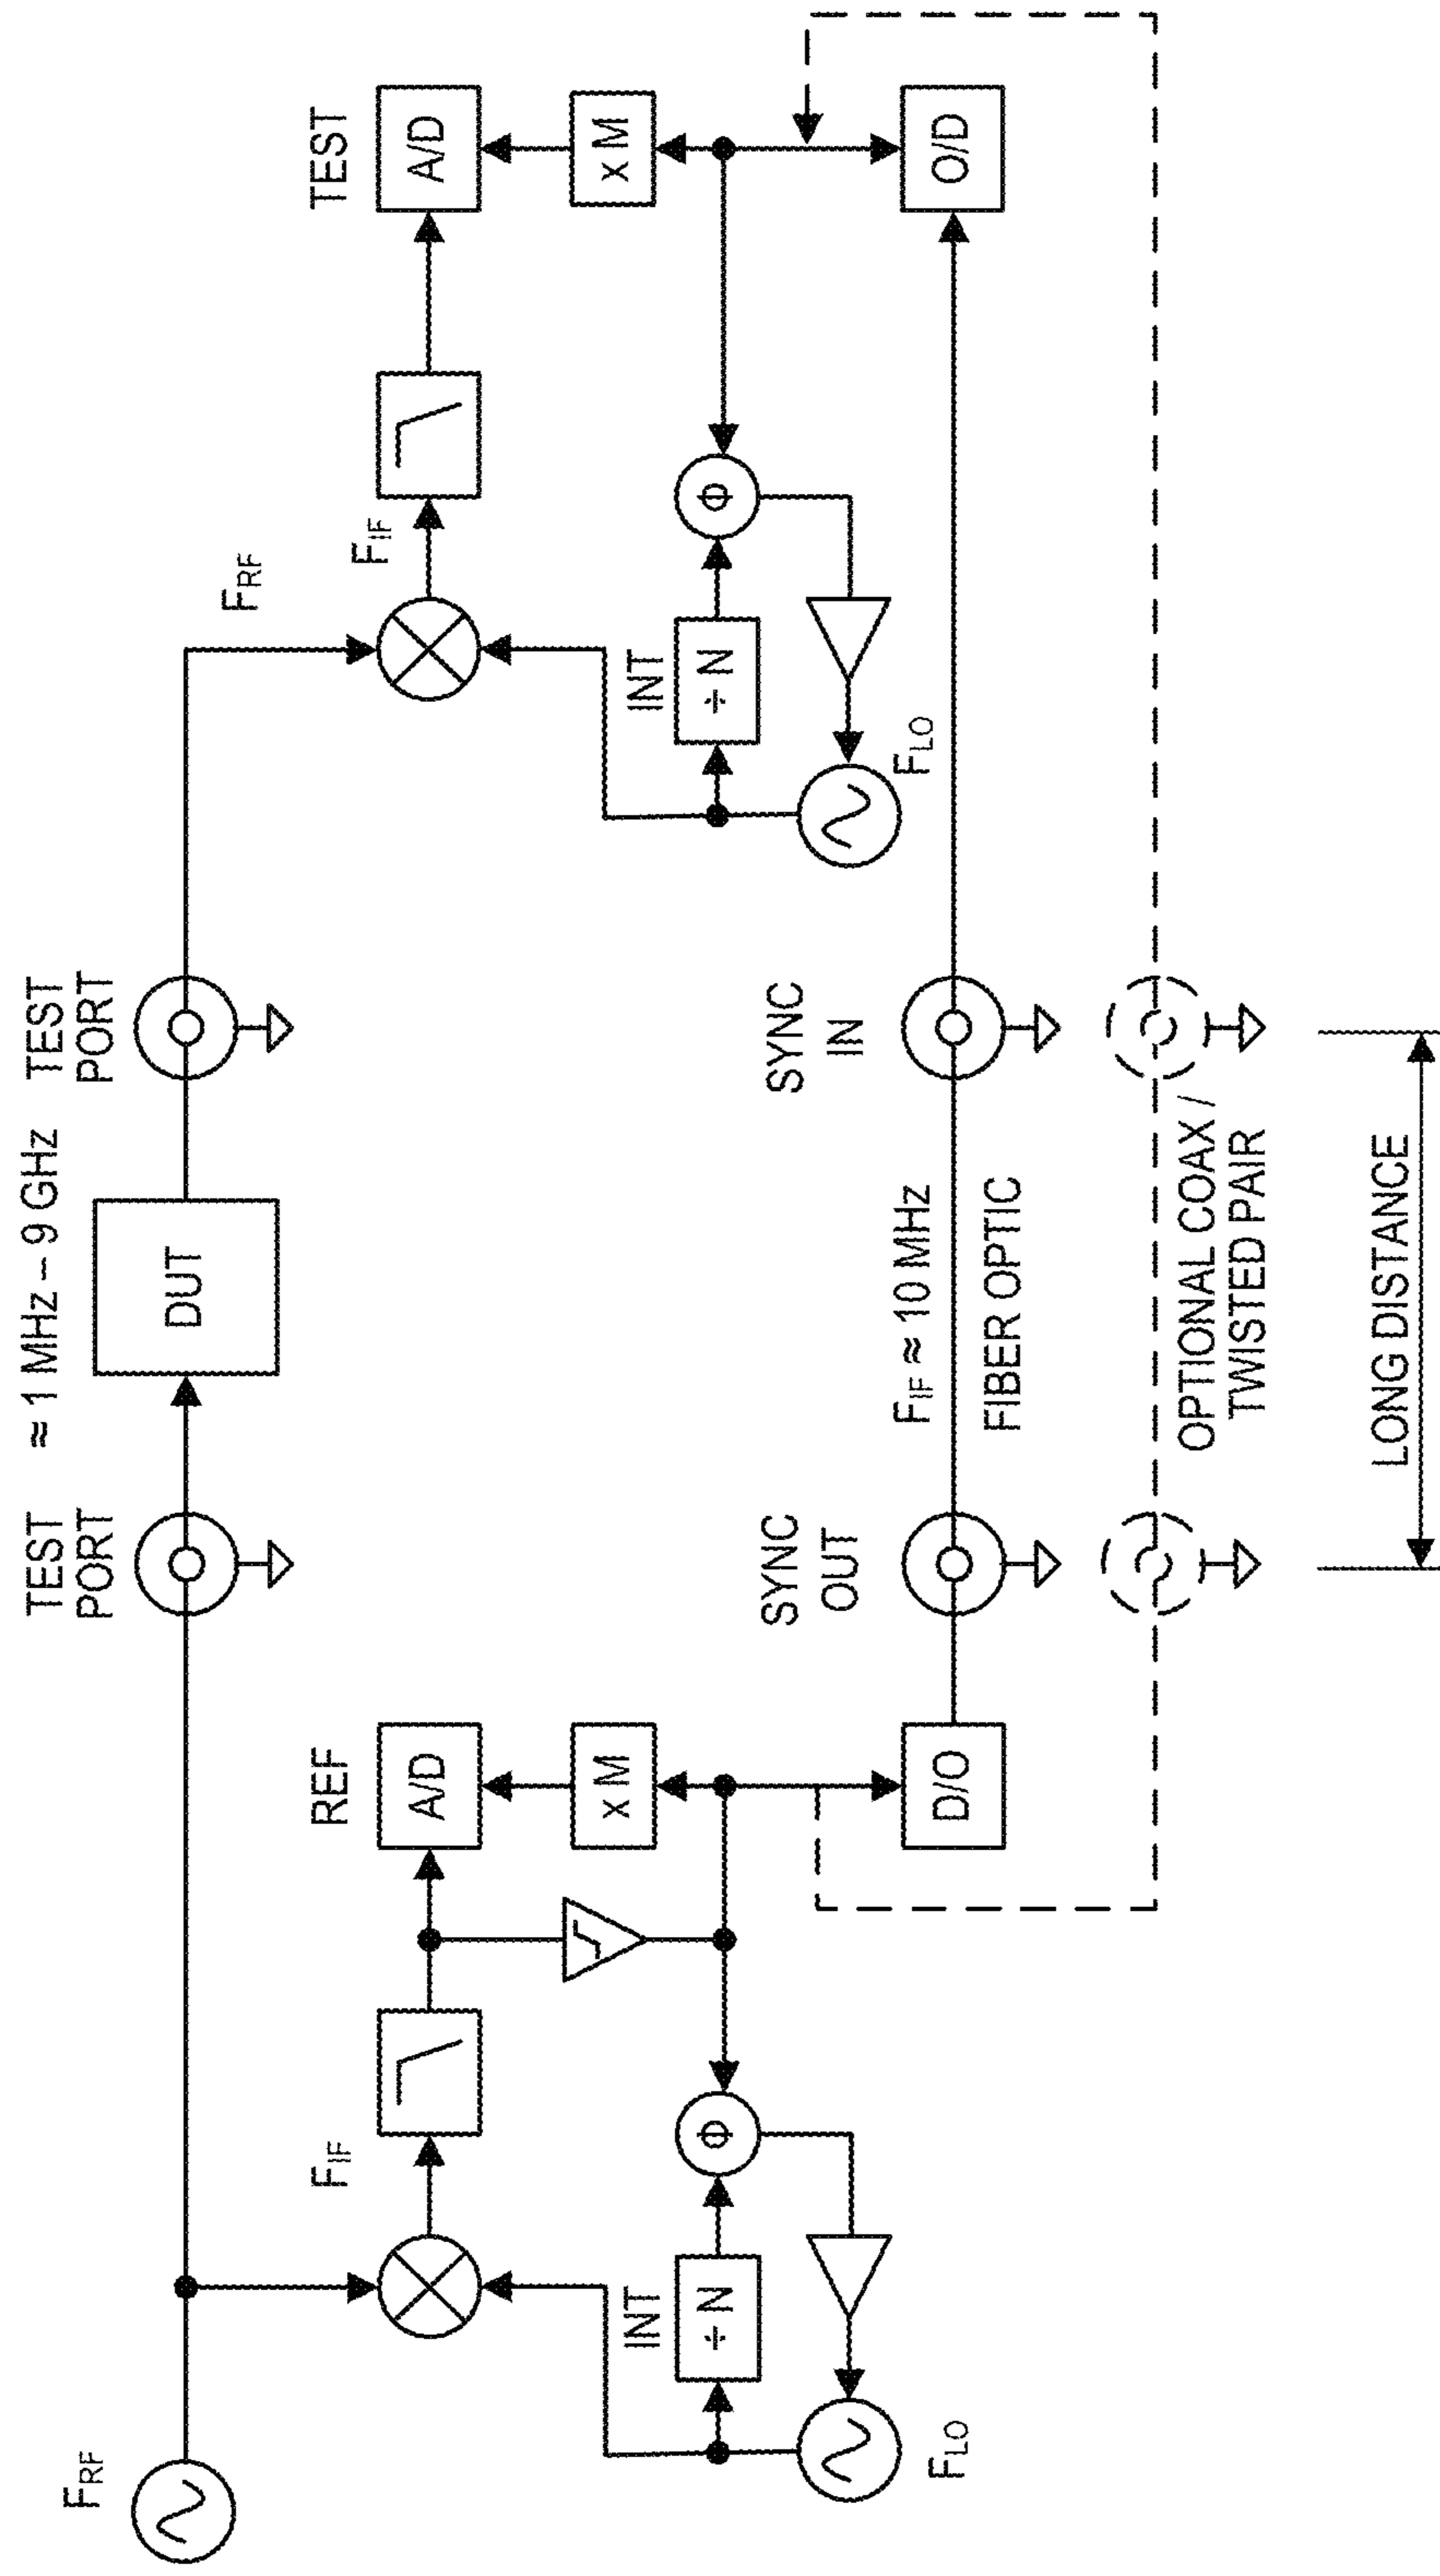 F_RF
TEST
PORT
≈ 1 MHz – 9 GHz
TEST
PORT
DUT
F_RF
REF
TEST
F_IF
A/D
F_IF
A/D
INT
÷ N
ϕ
x M
INT
÷ N
ϕ
x M
F_LO
D/O
SYNC
OUT
F_IF ≈ 10 MHz
FIBER OPTIC
SYNC
IN
F_LO
O/D
OPTIONAL COAX /
TWISTED PAIR
LONG DISTANCE